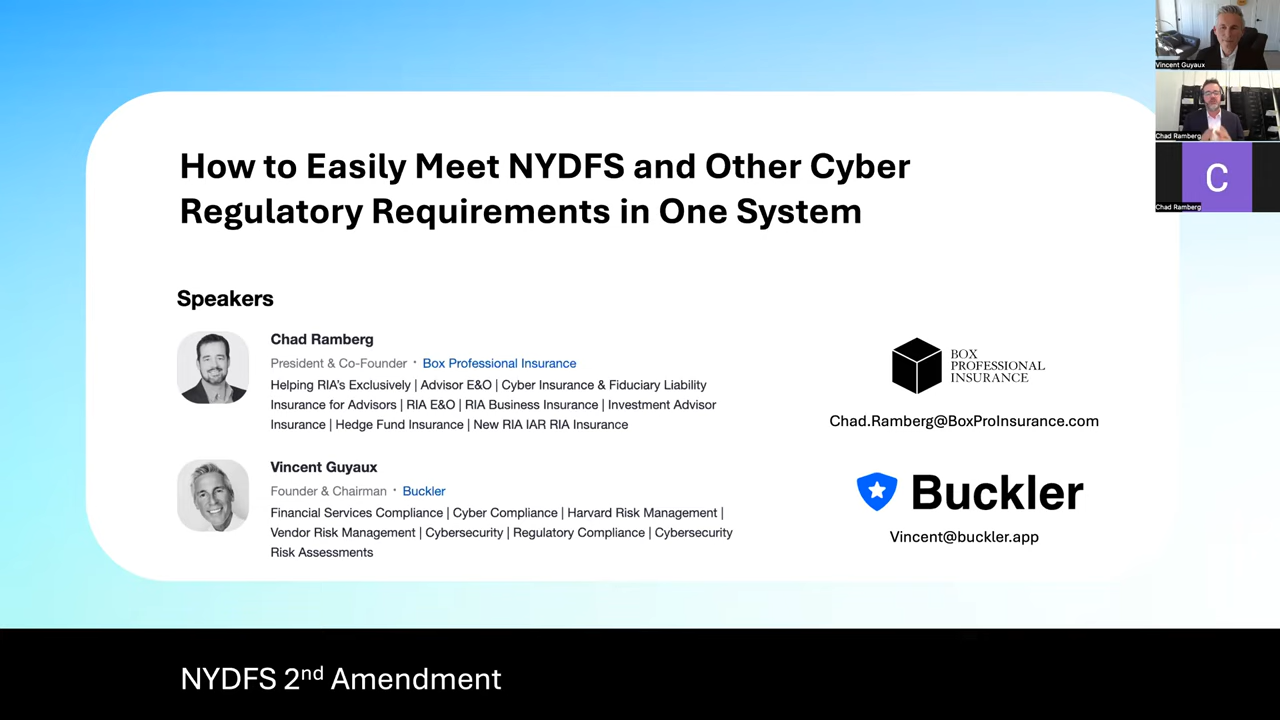 How to Easily Meet NYDFS and Other Cyber
Regulatory Requirements in One System
Speakers
Chad Ramberg
President & Co-Founder · Box Professional Insurance
Helping RIA's Exclusively | Advisor E&O | Cyber Insurance & Fiduciary Liability
Insurance for Advisors | RIA E&O | RIA Business Insurance | Investment Advisor
Insurance | Hedge Fund Insurance | New RIA IAR RIA Insurance
Vincent Guyaux
Founder & Chairman · Buckler
Financial Services Compliance | Cyber Compliance | Harvard Risk Management |
Vendor Risk Management | Cybersecurity | Regulatory Compliance | Cybersecurity
Risk Assessments
BOX
PROFESSIONAL
INSURANCE
Chad.Ramberg@BoxProInsurance.com
Buckler
Vincent@buckler.app
NYDFS 2nd Amendment
Vincent Guyaux
Chad Ramberg
C
Chad Ramberg